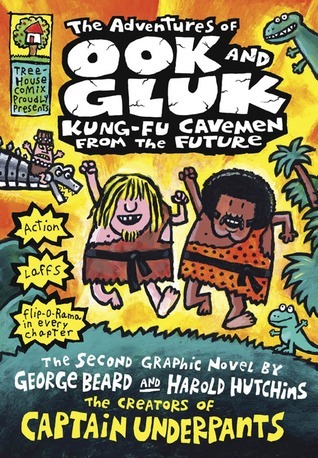 The Adventures of
OOK AND
GLUK
KUNG-FU CAVEMEN
FROM THE FUTURE
TREE-
HOUSE
COMIX
PROUDLY
PRESENTS
Action
Laffs
Flip-O-Rama
in every
chapter
THE SECOND GRAPHIC NOVEL BY
GEORGE BEARD AND HAROLD HUTCHINS
THE CREATORS OF
CAPTAIN UNDERPANTS